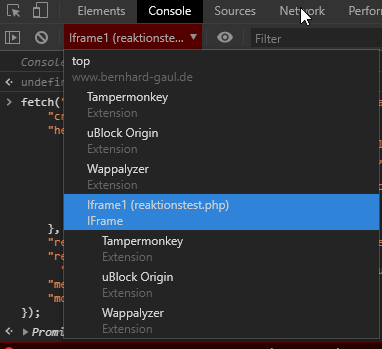 Elements Console Sources Network Perfor
Iframe1 (reaktionste... Filter
Console
undefin
top
www.bernhard-gaul.de
fetch("
Tampermonkey
"cr
Extension
"he
uBlock Origin
Extension
Wappalyzer
Extension
Iframe1 (reaktionstest.php)
IFrame
Tampermonkey
},
Extension
"re
"re
uBlock Origin
Extension
"me
Wappalyzer
"mo
Extension
});
Promi